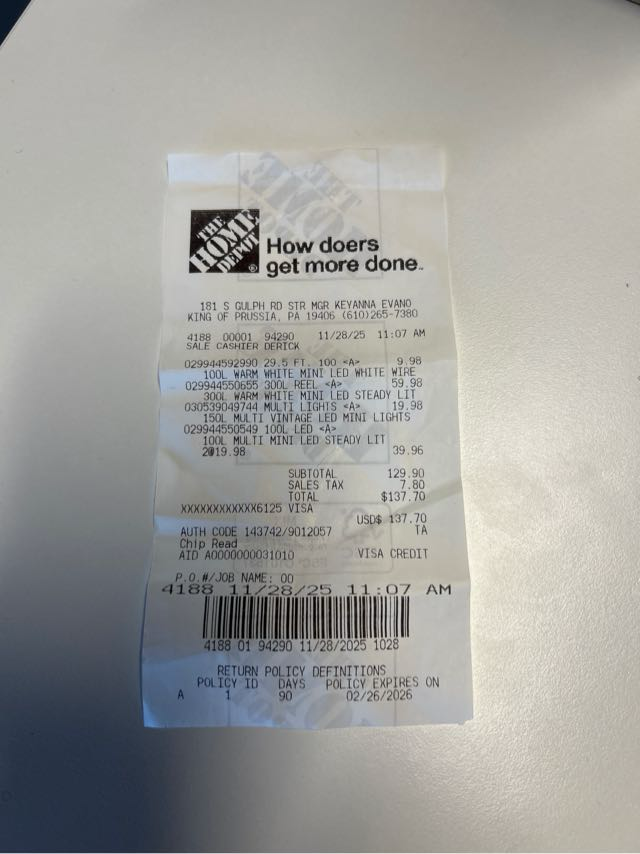 THE
HOME
DEPOT
How doers
get more done.
181 S GULPH RD STR MGR KEYANNA EVANO
KING OF PRUSSIA, PA 19406 (610)265-7380
4188 00001 94290 11/28/25 11:07 AM
SALE CASHIER DERICK
029944592990 29.5 FT. 100 <A> 9.98
100L WARM WHITE MINI LED WHITE WIRE
029944550655 300L REEL <A> 59.98
300L WARM WHITE MINI LED STEADY LIT
030539049744 MULTI LIGHTS <A> 19.98
150L MULTI VINTAGE LED MINI LIGHTS
029944550549 100L LED <A>
100L MULTI MINI LED STEADY LIT
2@19.98 39.96
SUBTOTAL 129.90
SALES TAX 7.80
TOTAL $137.70
XXXXXXXXXXXX6125 VISA
USD$ 137.70
AUTH CODE 143742/9012057 TA
Chip Read
AID A0000000031010 VISA CREDIT
P.O.#/JOB NAME: 00
4188 11/28/25 11:07 AM
4188 01 94290 11/28/2025 1028
RETURN POLICY DEFINITIONS
POLICY ID DAYS POLICY EXPIRES ON
A 1 90 02/26/2026